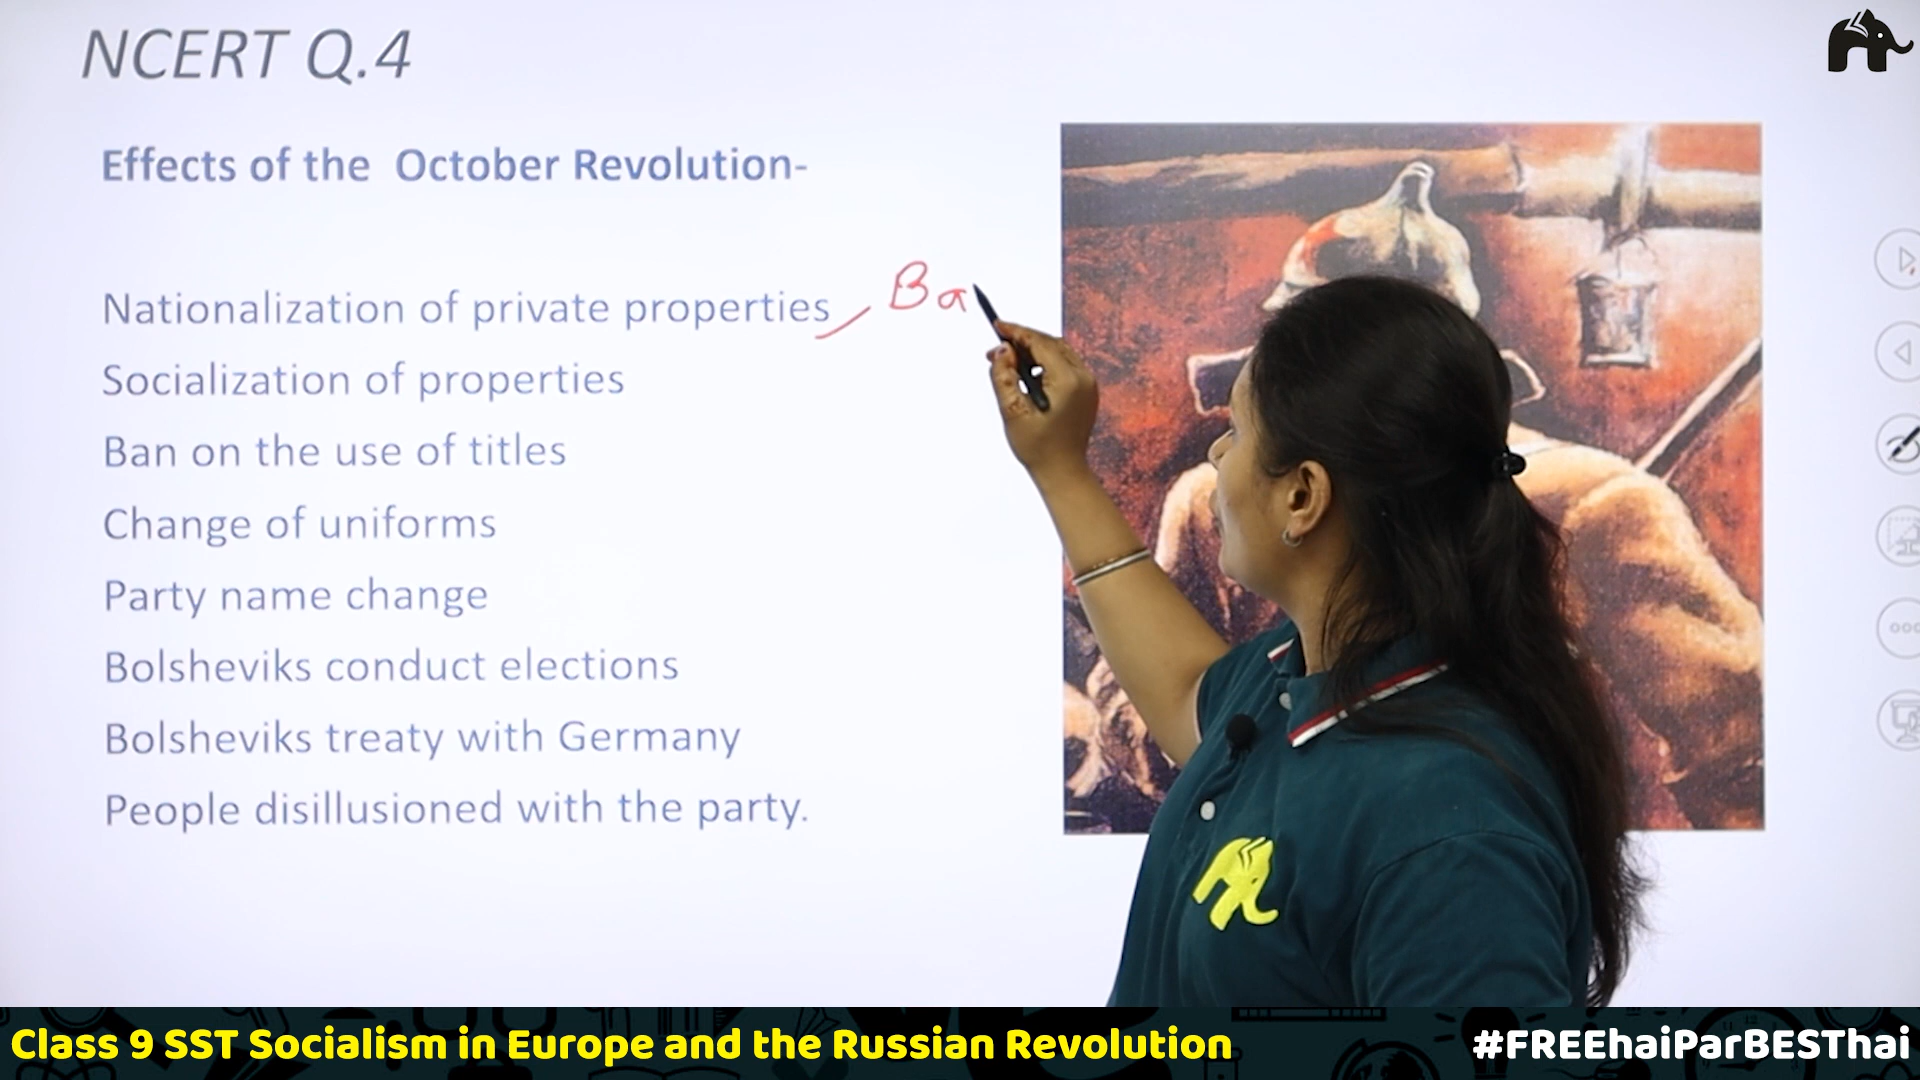 NCERT Q.4
Effects of the October Revolution-
Nationalization of private properties Ba
Socialization of properties
Ban on the use of titles
Change of uniforms
Party name change
Bolsheviks conduct elections
Bolsheviks treaty with Germany
People disillusioned with the party.
Class 9 SST Socialism in Europe and the Russian Revolution
#FREEhaiParBESThai